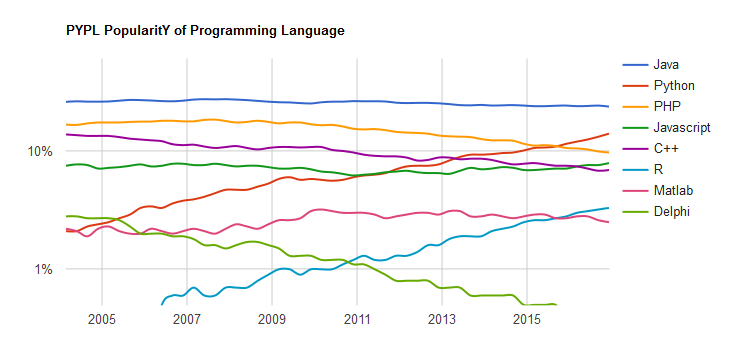 PYPL PopularitY of Programming Language
Java
Python
PHP
Javascript
C++
R
Matlab
Delphi
10%
1%
2005 2007 2009 2011 2013 2015